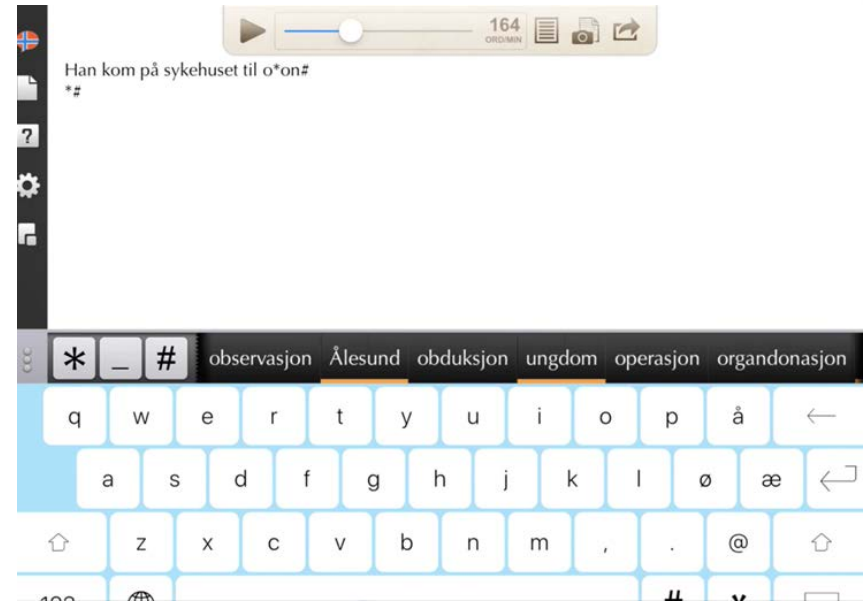 164
ORD/MIN
Han kom på sykehuset til o*on#
*#
?
* _ # observasjon Ålesund obduksjon ungdom operasjon organdonasjon
q w e r t y u i o p å
a s d f g h j k l ø æ
z x c v b n m , . @
#